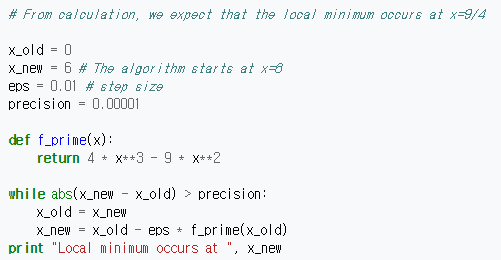 # From calculation, we expect that the local minimum occurs at x=9/4
x_old = 0
x_new = 6 # The algorithm starts at x=6
eps = 0.01 # step size
precision = 0.00001
def f_prime(x):
    return 4 * x**3 - 9 * x**2
while abs(x_new - x_old) > precision:
    x_old = x_new
    x_new = x_old - eps * f_prime(x_old)
print "Local minimum occurs at ", x_new